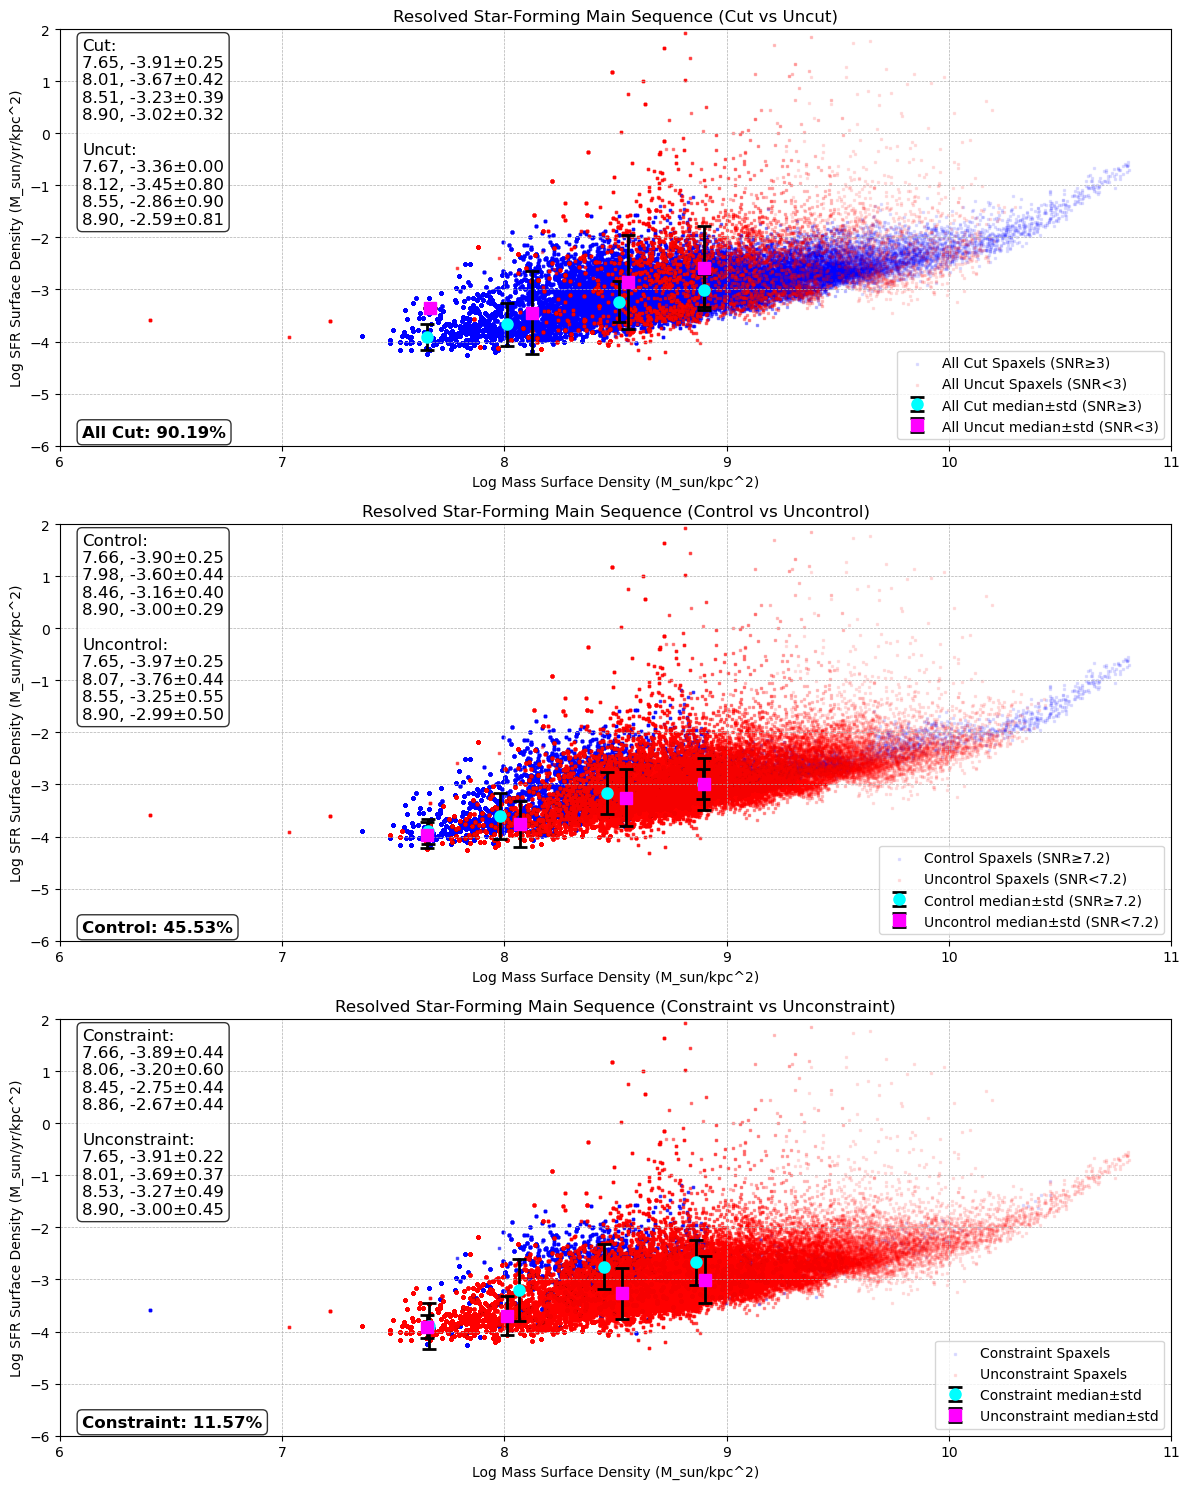 Resolved Star-Forming Main Sequence (Cut vs Uncut)
Log SFR Surface Density (M_sun/yr/kpc^2)
2
1
0
−1
−2
−3
−4
−5
−6
Cut:
7.65, -3.91±0.25
8.01, -3.67±0.42
8.51, -3.23±0.39
8.90, -3.02±0.32
Uncut:
7.67, -3.36±0.00
8.12, -3.45±0.80
8.55, -2.86±0.90
8.90, -2.59±0.81
All Cut: 90.19%
All Cut Spaxels (SNR≥3)
All Uncut Spaxels (SNR<3)
All Cut median±std (SNR≥3)
All Uncut median±std (SNR<3)
6 7 8 9 10 11
Log Mass Surface Density (M_sun/kpc^2)
Resolved Star-Forming Main Sequence (Control vs Uncontrol)
Log SFR Surface Density (M_sun/yr/kpc^2)
2
1
0
−1
−2
−3
−4
−5
−6
Control:
7.66, -3.90±0.25
7.98, -3.60±0.44
8.46, -3.16±0.40
8.90, -3.00±0.29
Uncontrol:
7.65, -3.97±0.25
8.07, -3.76±0.44
8.55, -3.25±0.55
8.90, -2.99±0.50
Control: 45.53%
Control Spaxels (SNR≥7.2)
Uncontrol Spaxels (SNR<7.2)
Control median±std (SNR≥7.2)
Uncontrol median±std (SNR<7.2)
6 7 8 9 10 11
Log Mass Surface Density (M_sun/kpc^2)
Resolved Star-Forming Main Sequence (Constraint vs Unconstraint)
Log SFR Surface Density (M_sun/yr/kpc^2)
2
1
0
−1
−2
−3
−4
−5
−6
Constraint:
7.66, -3.89±0.44
8.06, -3.20±0.60
8.45, -2.75±0.44
8.86, -2.67±0.44
Unconstraint:
7.65, -3.91±0.22
8.01, -3.69±0.37
8.53, -3.27±0.49
8.90, -3.00±0.45
Constraint: 11.57%
Constraint Spaxels
Unconstraint Spaxels
Constraint median±std
Unconstraint median±std
6 7 8 9 10 11
Log Mass Surface Density (M_sun/kpc^2)